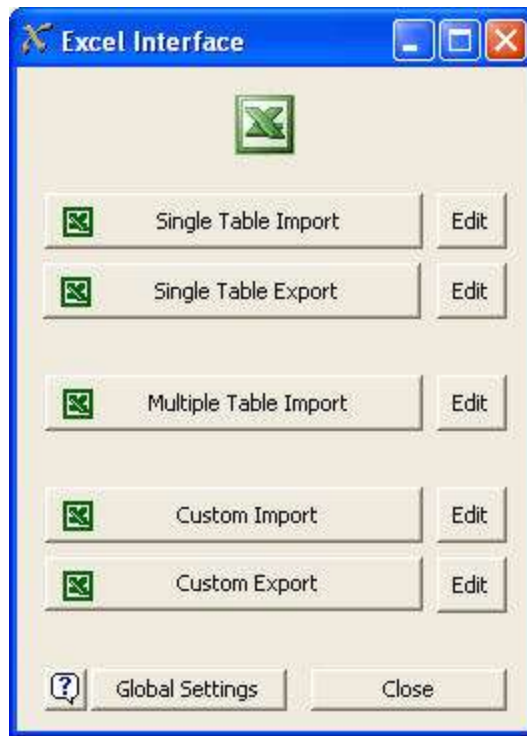 Excel Interface
Single Table Import Edit
Single Table Export Edit
Multiple Table Import Edit
Custom Import Edit
Custom Export Edit
? Global Settings Close